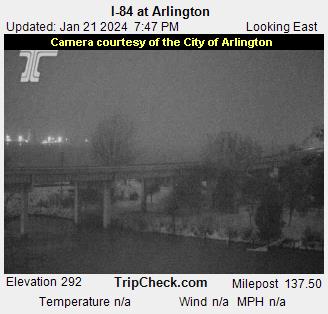 I-84 at Arlington
Updated: Jan 21 2024 7:47 PM Looking East
Camera courtesy of the City of Arlington
Elevation 292 TripCheck.com Milepost 137.50
Temperature n/a Wind n/a MPH n/a